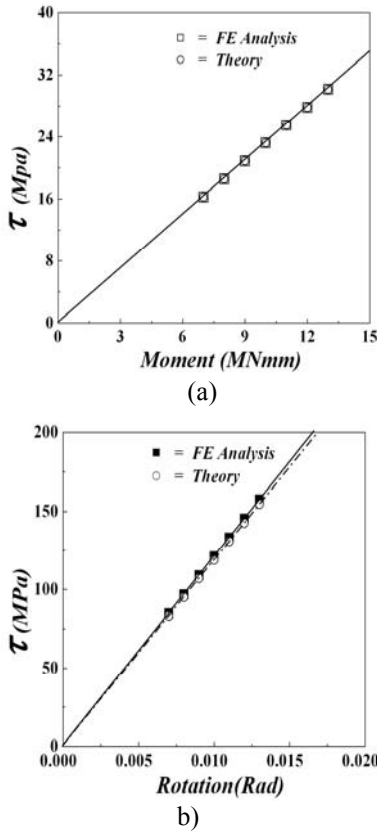 40
= FE Analysis
= Theory
32
24
16
8
0
τ (Mpa)
0 3 6 9 12 15
Moment (MNmm)
(a)
200
= FE Analysis
= Theory
150
100
50
0
τ (MPa)
0.000 0.005 0.010 0.015 0.020
Rotation(Rad)
b)